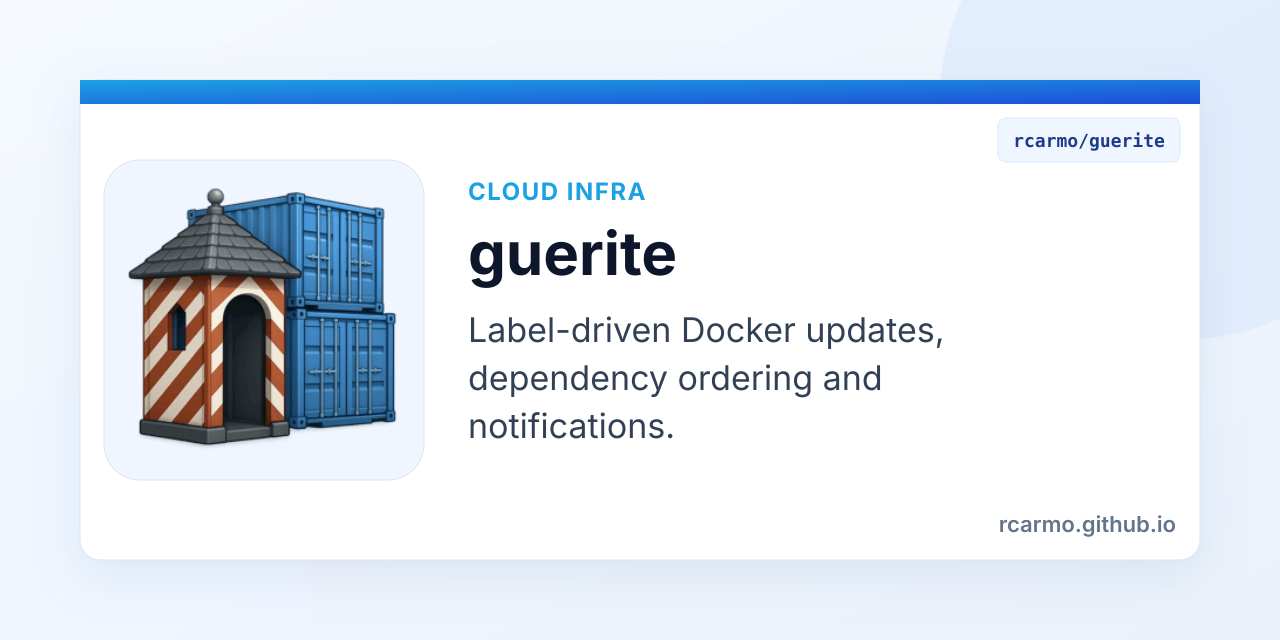 rcarmo/guerite
CLOUD INFRA
guerite
Label-driven Docker updates,
dependency ordering and
notifications.
rcarmo.github.io